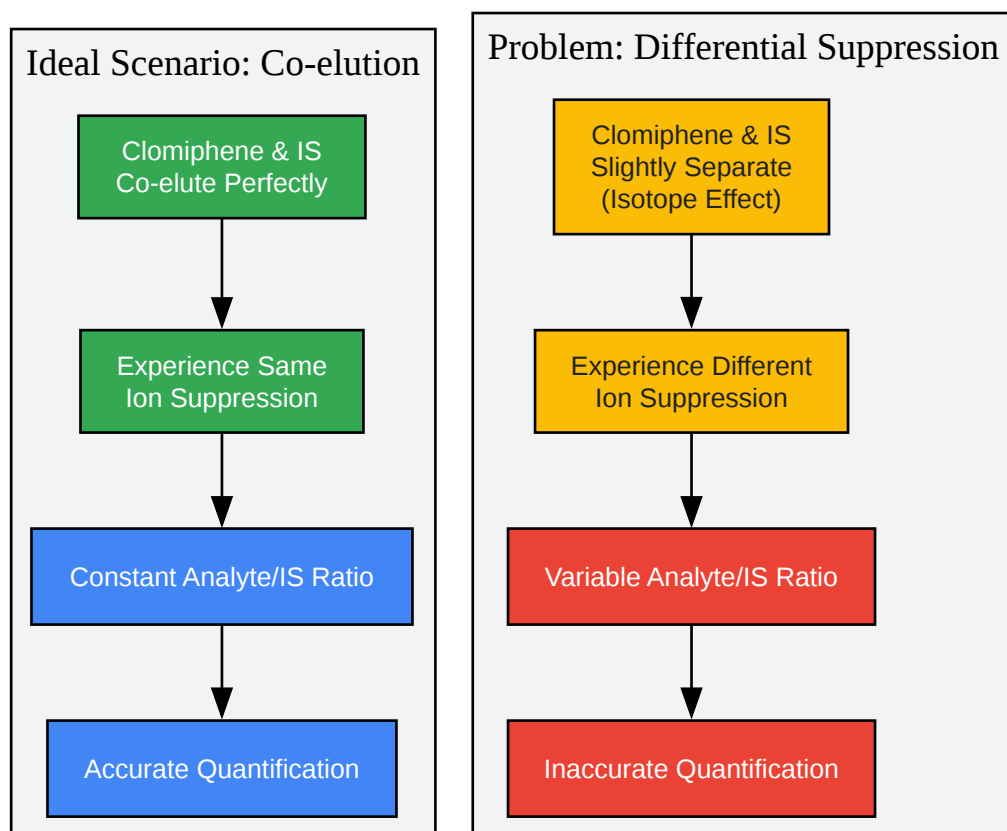 Ideal Scenario: Co-elution
Clomiphene & IS
Co-elute Perfectly
Experience Same
Ion Suppression
Constant Analyte/IS Ratio
Accurate Quantification
Problem: Differential Suppression
Clomiphene & IS
Slightly Separate
(Isotope Effect)
Experience Different
Ion Suppression
Variable Analyte/IS Ratio
Inaccurate Quantification